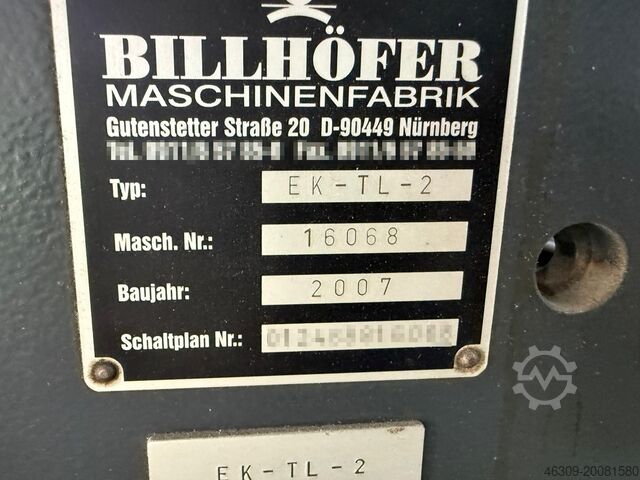 BILLHÖFER
MASCHINENFABRIK
Gutenstetter Straße 20 D-90449 Nürnberg
Typ: EK-TL-2
Masch. Nr.: 16068
Baujahr: 2007
Schaltplan Nr.:
EK-TL-2
46309-20081580